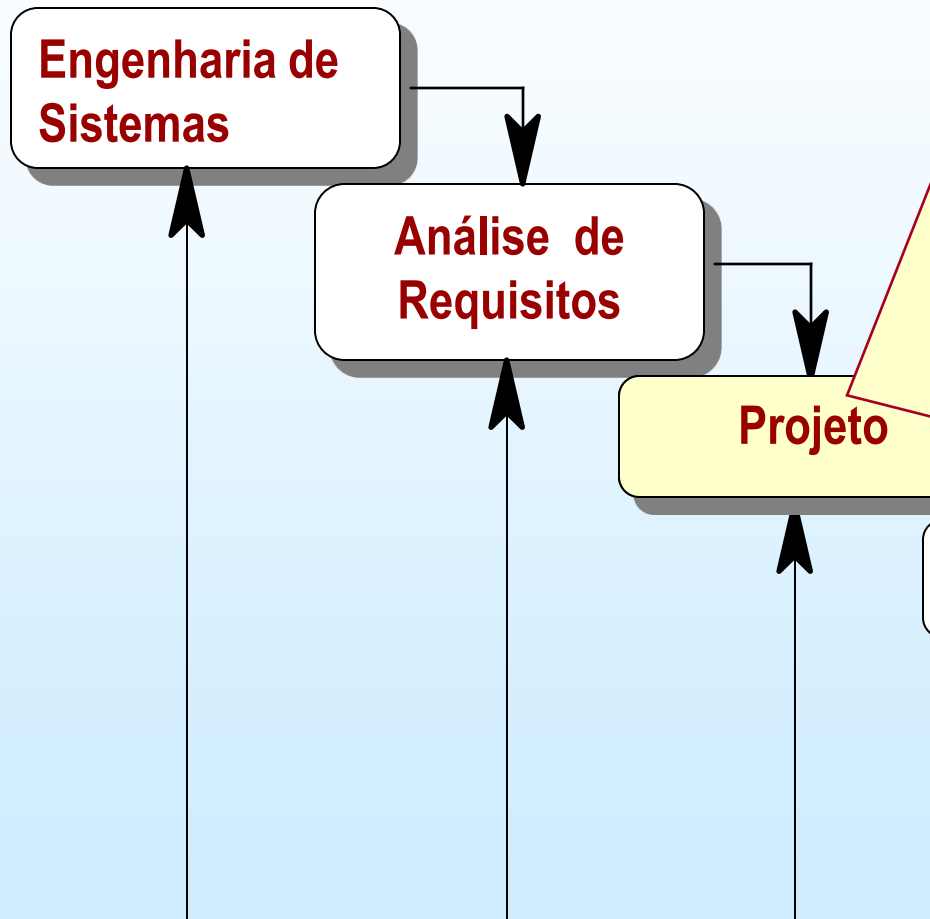 Engenharia de
Sistemas
Análise de
Requisitos
Projeto